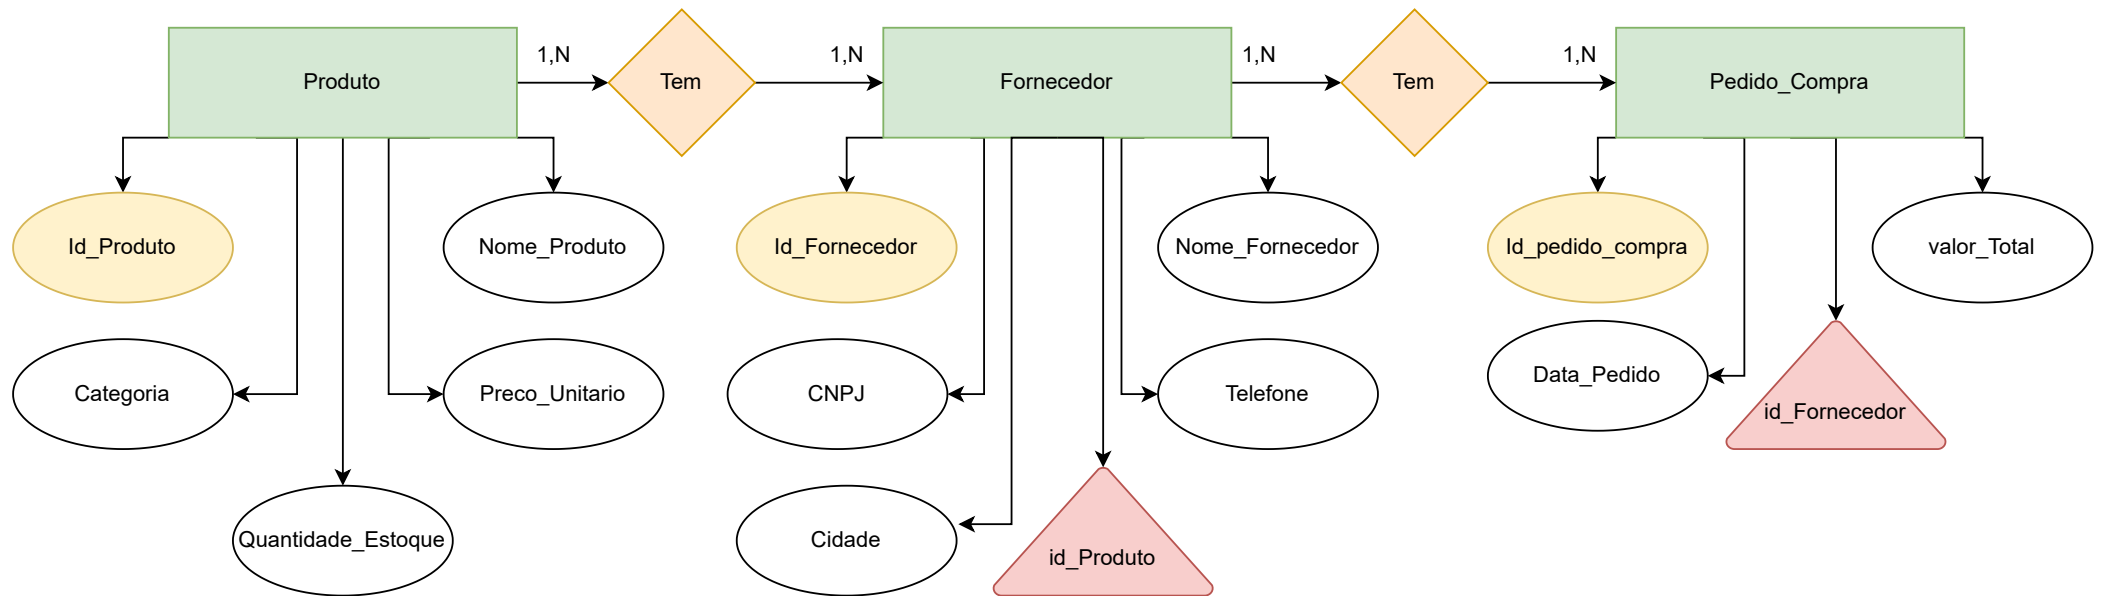 Produto
1,N
Tem
1,N
Fornecedor
1,N
Tem
1,N
Pedido_Compra
Id_Produto
Nome_Produto
Id_Fornecedor
Nome_Fornecedor
Id_pedido_compra
valor_Total
Categoria
Preco_Unitario
CNPJ
Telefone
Data_Pedido
id_Fornecedor
Quantidade_Estoque
Cidade
id_Produto